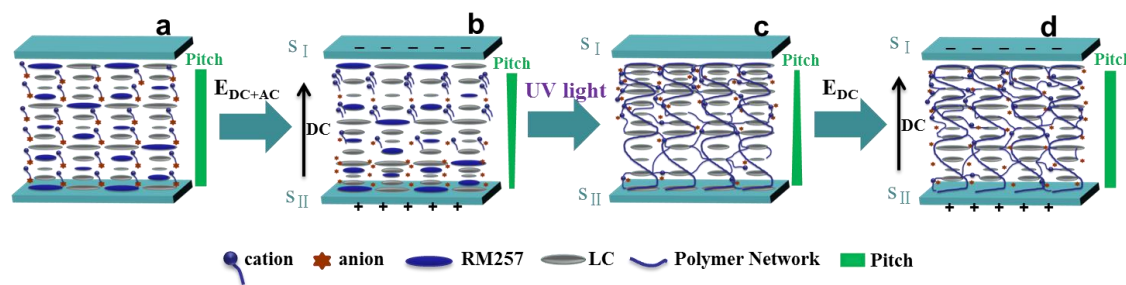 a
b
c
d
S I
S I
S I
Pitch
Pitch
Pitch
Pitch
E DC+AC
UV light
E DC
DC
DC
− − − − −
− − − − −
S II
S II
S II
+ + + + +
+ + + + +
cation
anion
RM257
LC
Polymer Network
Pitch